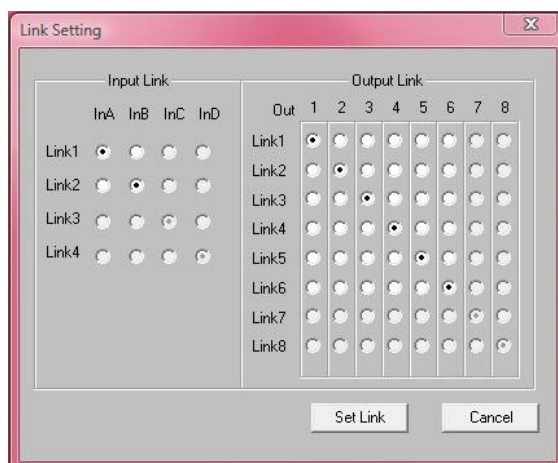 Link Setting
Input Link
InA InB InC InD
Link1
Link2
Link3
Link4
Output Link
Out 1 2 3 4 5 6 7 8
Link1
Link2
Link3
Link4
Link5
Link6
Link7
Link8
Set Link
Cancel